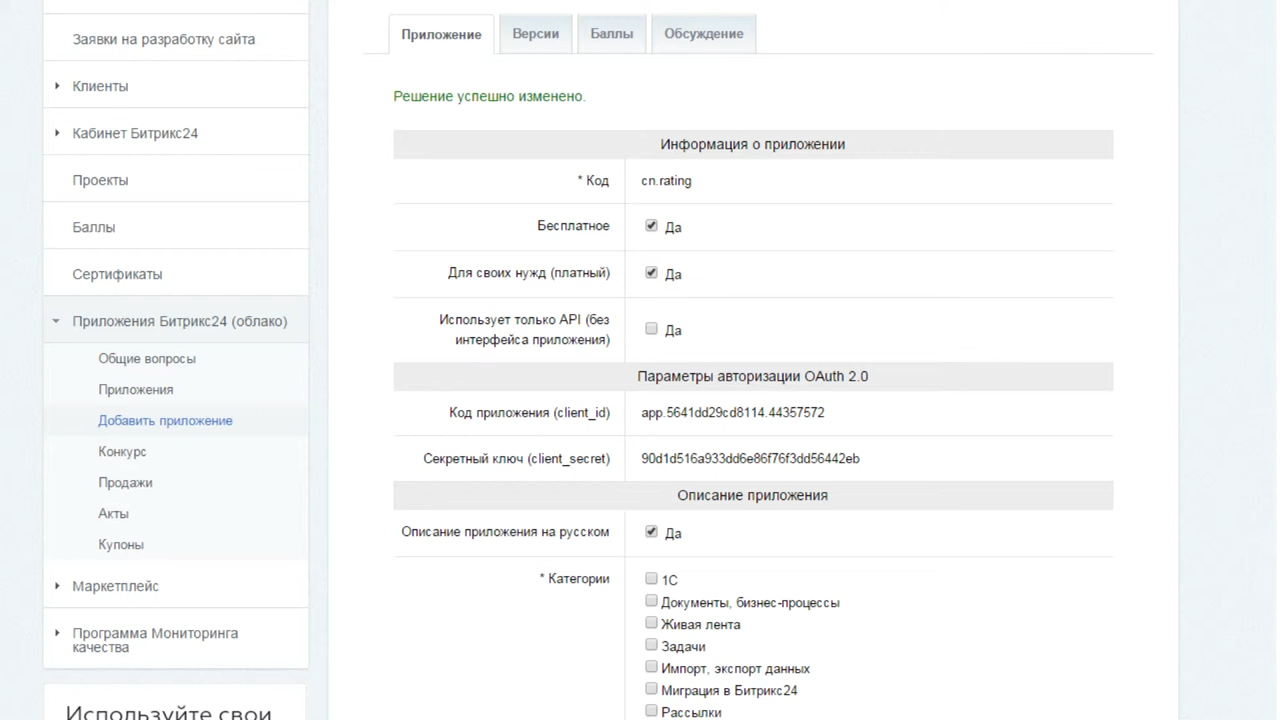 Заявки на разработку сайта
Клиенты
Кабинет Битрикс24
Проекты
Баллы
Сертификаты
Приложения Битрикс24 (облако)
Общие вопросы
Приложения
Добавить приложение
Конкурс
Продажи
Акты
Купоны
Маркетплейс
Программа Мониторинга
качества
Используйте свои
Приложение Версии Баллы Обсуждение
Решение успешно изменено.
Информация о приложении
* Код cn.rating
Бесплатное Да
Для своих нужд (платный) Да
Использует только API (без
интерфейса приложения) Да
Параметры авторизации OAuth 2.0
Код приложения (client_id) app.5641dd29cd8114.44357572
Секретный ключ (client_secret) 90d1d516a933dd6e86f76f3dd56442eb
Описание приложения
Описание приложения на русском Да
* Категории 1С
Документы, бизнес-процессы
Живая лента
Задачи
Импорт, экспорт данных
Миграция в Битрикс24
Рассылки